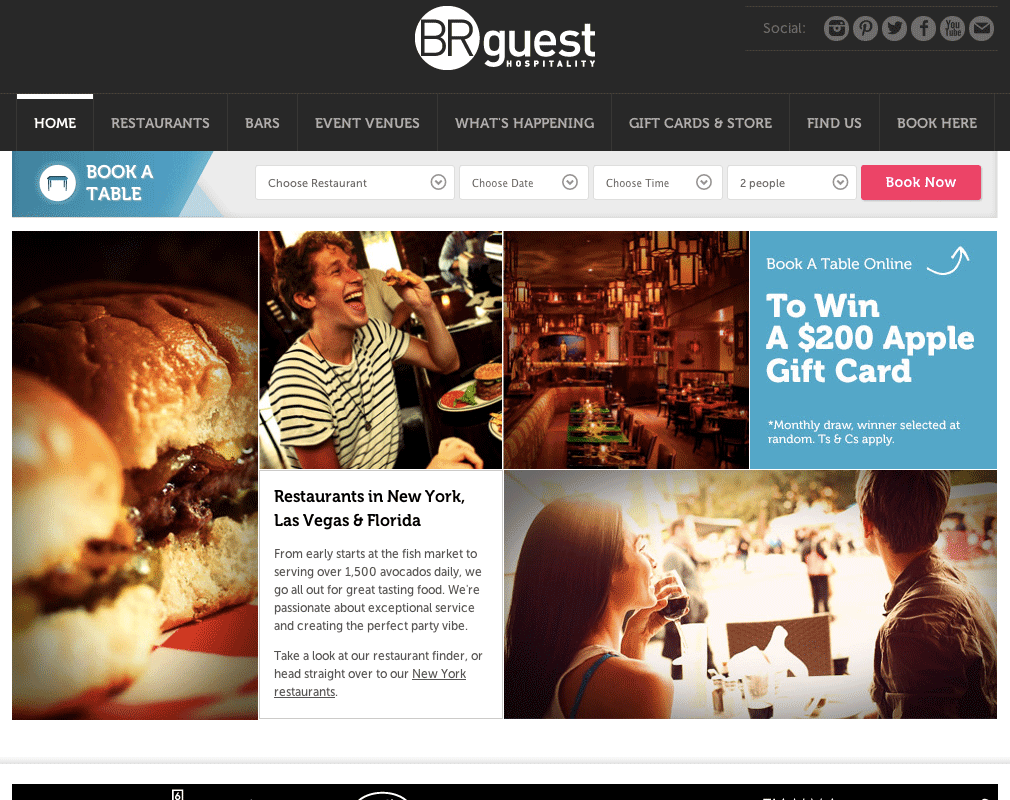 BRguest
HOSPITALITY
Social:
You
Tube
HOME
RESTAURANTS
BARS
EVENT VENUES
WHAT'S HAPPENING
GIFT CARDS & STORE
FIND US
BOOK HERE
BOOK A
TABLE
Choose Restaurant
Choose Date
Choose Time
2 people
Book Now
Book A Table Online
To Win
A $200 Apple
Gift Card
*Monthly draw, winner selected at
random. Ts & Cs apply.
Restaurants in New York,
Las Vegas & Florida
From early starts at the fish market to
serving over 1,500 avocados daily, we
go all out for great tasting food. We're
passionate about exceptional service
and creating the perfect party vibe.
Take a look at our restaurant finder, or
head straight over to our New York
restaurants.
6